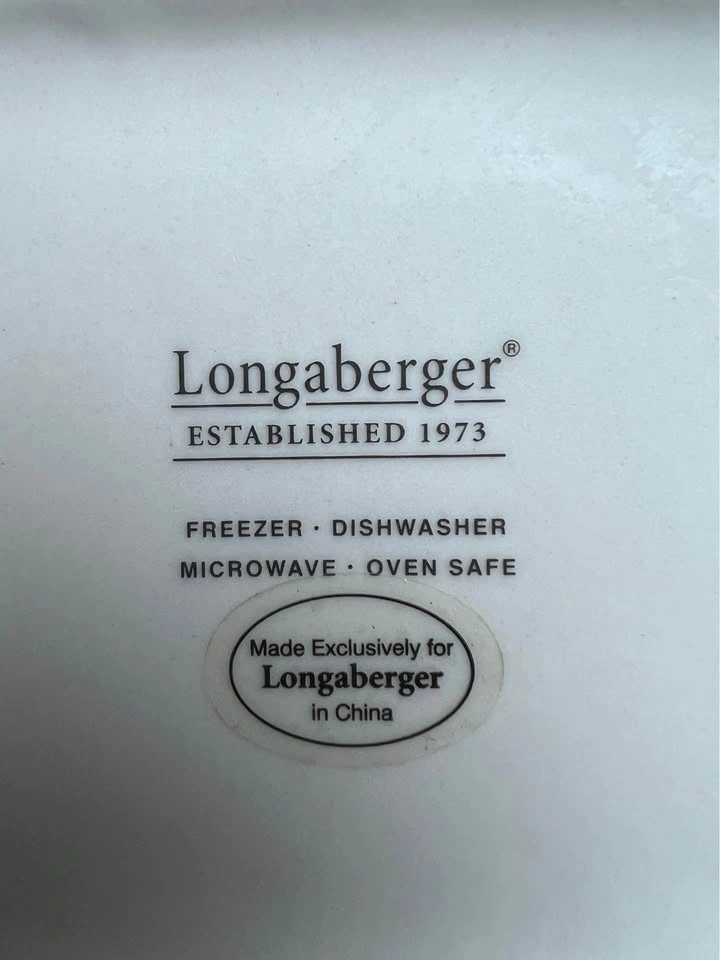 Longaberger®
ESTABLISHED 1973
FREEZER · DISHWASHER
MICROWAVE · OVEN SAFE
Made Exclusively for
Longaberger
in China